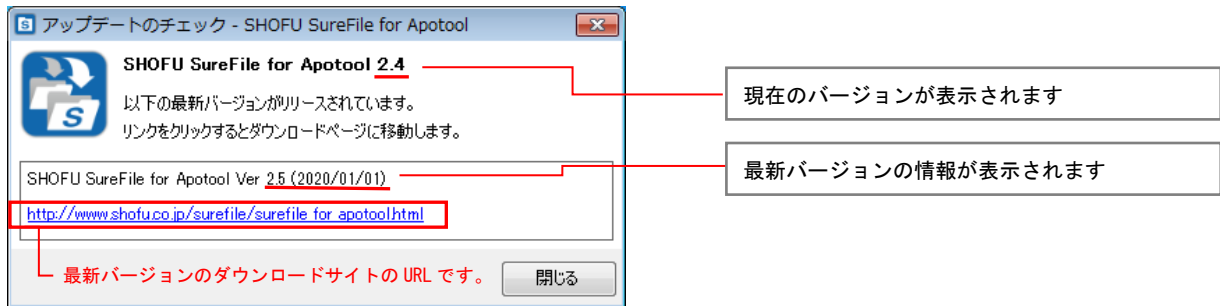 アップデートのチェック - SHOFU SureFile for Apotool
SHOFU SureFile for Apotool 2.4
以下の最新バージョンがリリースされています。
リンクをクリックするとダウンロードページに移動します。
現在のバージョンが表示されます
最新バージョンの情報が表示されます
SHOFU SureFile for Apotool Ver 2.5 (2020/01/01)
http://www.shofu.co.jp/surefile/surefile_for_apotool.html
最新バージョンのダウンロードサイトの URL です。
閉じる